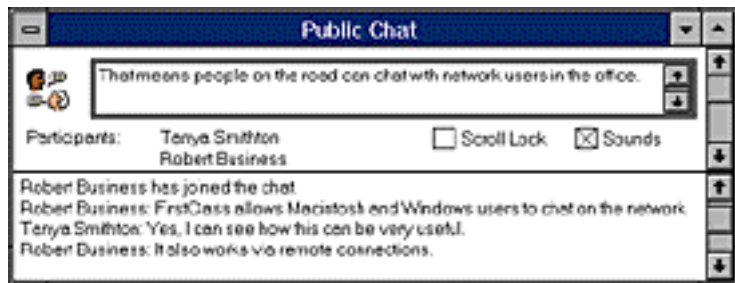 Public Chat
That means people on the road can chat with network users in the office.
Participants: Tanya Smithton
Robert Business
Scroll Lock
Sounds
Robert Business has joined the chat
Robert Business: FirstClass allows Macintosh and Windows users to chat on the network
Tanya Smithton: Yes, I can see how this can be very useful.
Robert Business: It also works via remote connections.